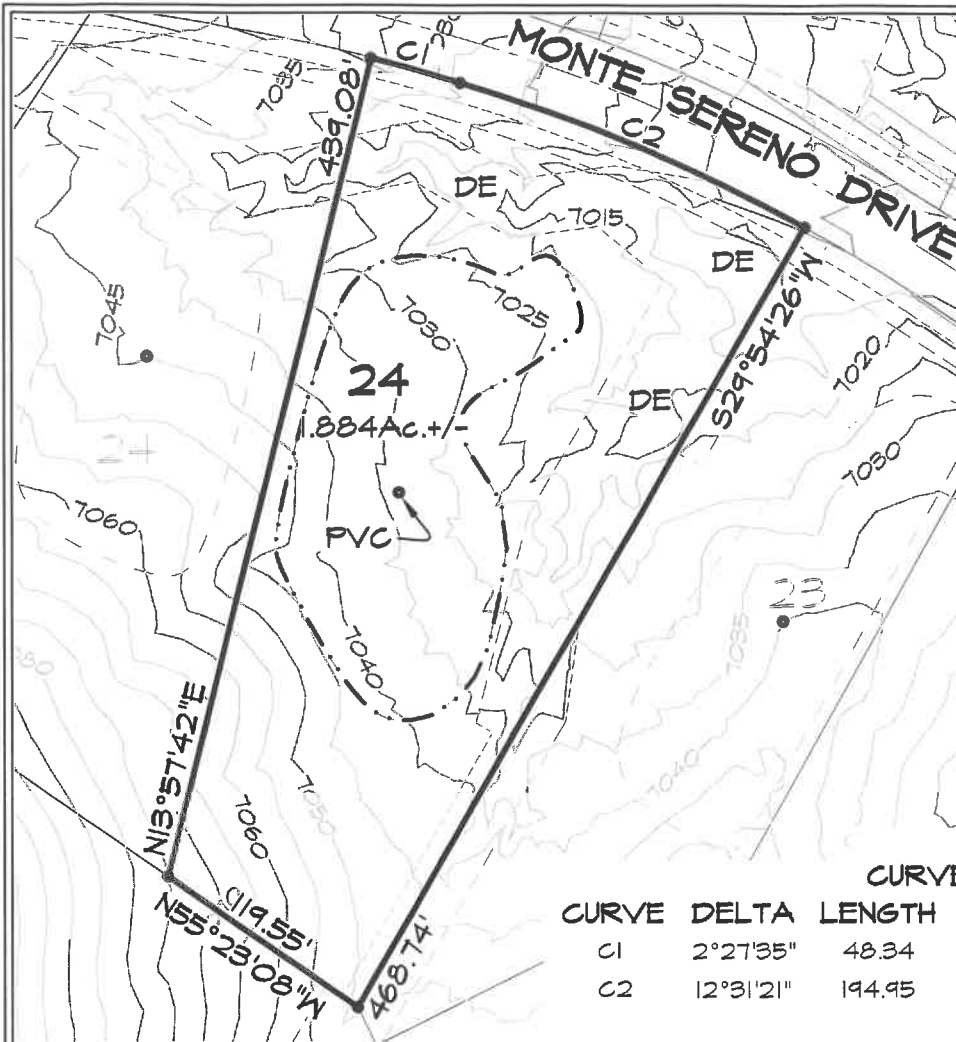 MONTE SERENO DRIVE
C1
C2
7035
439.08'
DE
7015
DE
7025
7030
S29°54'26"W
7045
24
1.884Ac.+/-
DE
7020
24
7030
7060
PVC
23
7035
7040
N13°57'42"E
7050
7040
7060
119.55'
N55°23'08"W
468.74'
CURVE
CURVE DELTA LENGTH
C1 2°27'35" 48.34
C2 12°31'21" 194.95